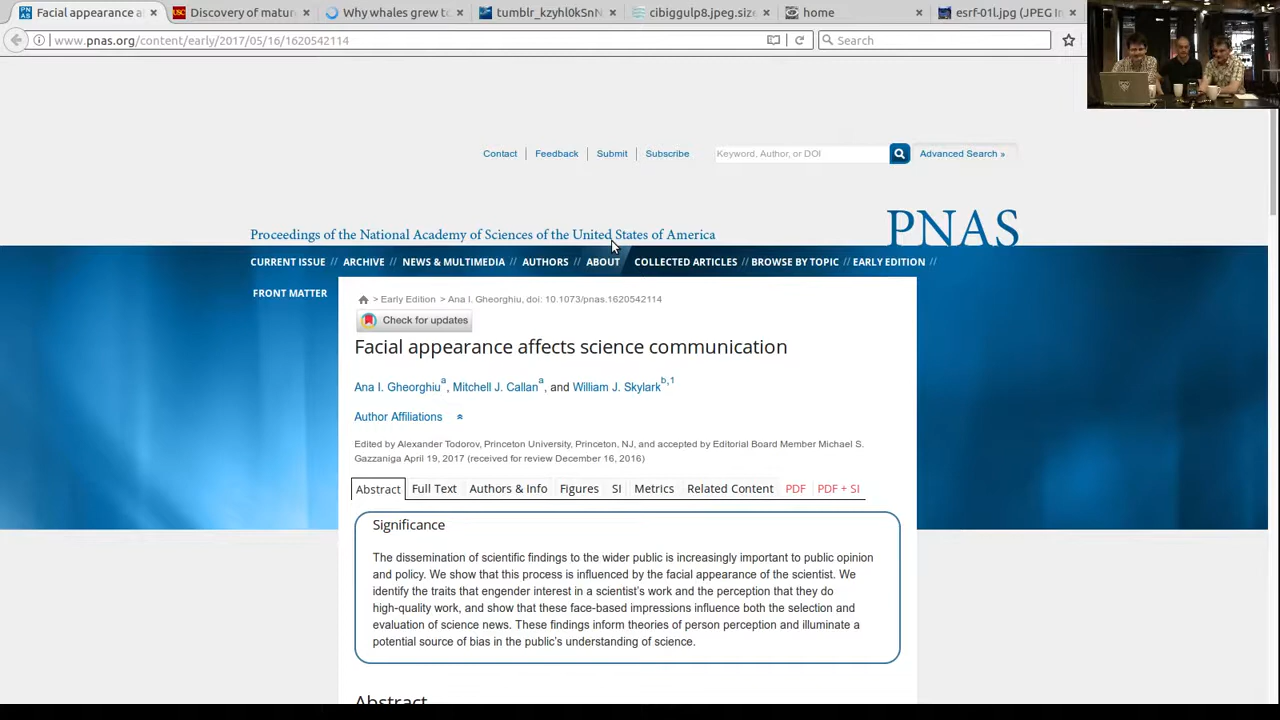 Facial appearance a
Discovery of matur
Why whales grew t
tumblr_kzyhl0kSnN
cibiggulp8.jpeg.size
home
esrf-01l.jpg (JPEG In
www.pnas.org/content/early/2017/05/16/1620542114
Search
Contact
Feedback
Submit
Subscribe
Keyword, Author, or DOI
Advanced Search »
Proceedings of the National Academy of Sciences of the United States of America
PNAS
CURRENT ISSUE // ARCHIVE // NEWS & MULTIMEDIA // AUTHORS // ABOUT COLLECTED ARTICLES // BROWSE BY TOPIC // EARLY EDITION //
FRONT MATTER
> Early Edition > Ana I. Gheorghiu, doi: 10.1073/pnas.1620542114
Check for updates
Facial appearance affects science communication
Ana I. Gheorghiua, Mitchell J. Callana, and William J. Skylarkb,1
Author Affiliations
Edited by Alexander Todorov, Princeton University, Princeton, NJ, and accepted by Editorial Board Member Michael S.
Gazzaniga April 19, 2017 (received for review December 16, 2016)
Abstract
Full Text
Authors & Info
Figures
SI
Metrics
Related Content
PDF
PDF + SI
Significance
The dissemination of scientific findings to the wider public is increasingly important to public opinion
and policy. We show that this process is influenced by the facial appearance of the scientist. We
identify the traits that engender interest in a scientist's work and the perception that they do
high-quality work, and show that these face-based impressions influence both the selection and
evaluation of science news. These findings inform theories of person perception and illuminate a
potential source of bias in the public's understanding of science.
Abstract